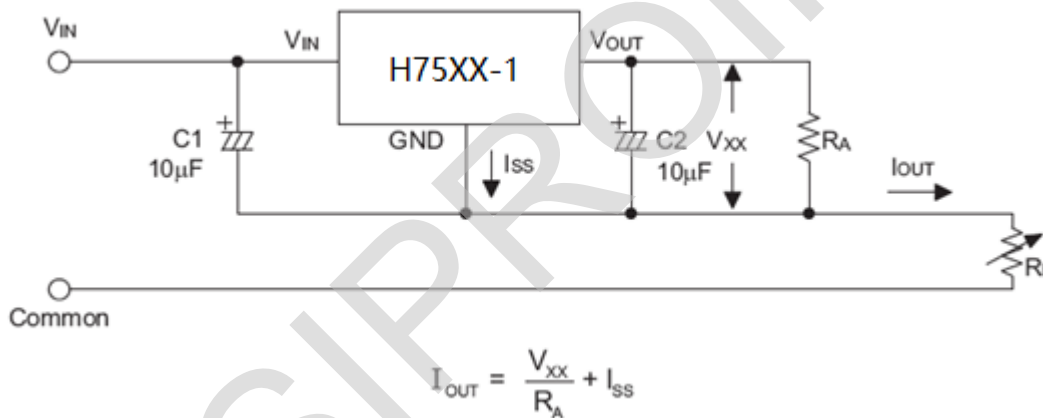 VIN
VIN
H75XX-1
VOUT
C1
10μF
GND
ISS
C2
10μF
VXX
RA
IOUT
Common
IOUT = VXX / RA + ISS